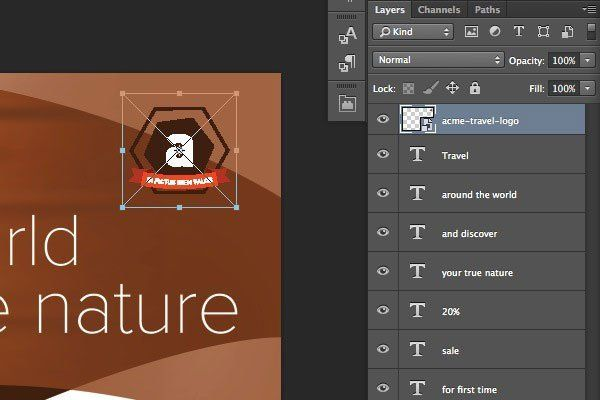 Layers Channels Paths
Kind
Normal Opacity: 100%
Lock: Fill: 100%
acme-travel-logo
T Travel
T around the world
T and discover
T your true nature
T 20%
T sale
T for first time
rld
e nature